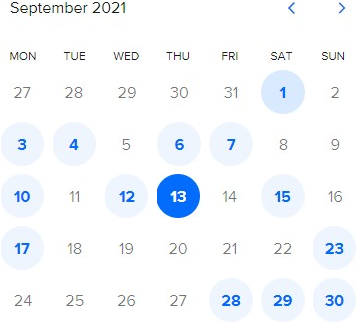 September 2021 < >
MON TUE WED THU FRI SAT SUN
27 28 29 30 31 1 2
3 4 5 6 7 8 9
10 11 12 13 14 15 16
17 18 19 20 21 22 23
24 25 26 27 28 29 30